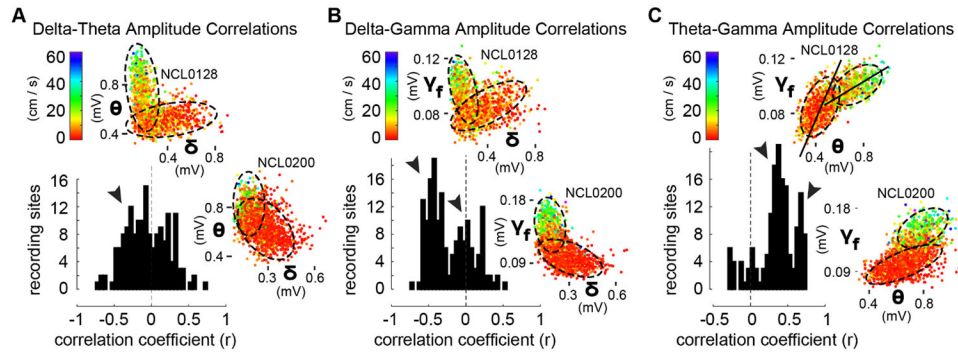 A
Delta-Theta Amplitude Correlations
60
40
20
0
(cm / s)
NCL0128
0.8
0.4
(mV)
θ
0.4
0.8
δ
(mV)
NCL0200
0.8
0.4
(mV)
θ
0.3
0.6
δ
(mV)
16
12
8
4
0
recording sites
-1
-0.5
0
0.5
1
correlation coefficient (r)
B
Delta-Gamma Amplitude Correlations
60
40
20
0
(cm / s)
NCL0128
0.12
0.08
(mV)
γf
0.4
0.8
δ
(mV)
NCL0200
0.18
0.09
(mV)
γf
0.3
0.6
δ
(mV)
16
12
8
4
0
recording sites
-1
-0.5
0
0.5
1
correlation coefficient (r)
C
Theta-Gamma Amplitude Correlations
60
40
20
0
(cm / s)
NCL0128
0.12
0.08
(mV)
γf
0.4
0.8
θ
(mV)
NCL0200
0.18
0.09
(mV)
γf
0.4
0.8
θ
(mV)
16
12
8
4
0
recording sites
-0.5
0
0.5
1
correlation coefficient (r)